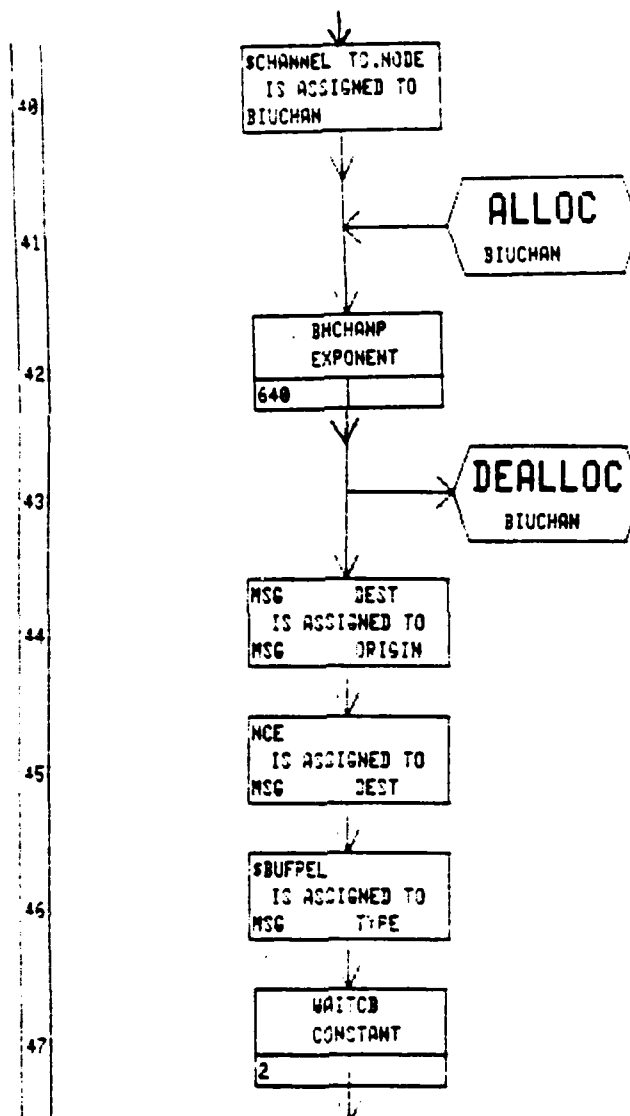 $CHANNEL TO.NODE
IS ASSIGNED TO
BIUCHAN
40
ALLOC
BIUCHAN
41
BHCHANP
EXPONENT
42
640
DEALLOC
BIUCHAN
43
MSG DEST
IS ASSIGNED TO
MSG ORIGIN
44
NCE
IS ASSIGNED TO
MSG DEST
45
IS ASSIGNED TO
MSG TYPE
46
WAITCB
CONSTANT
47
2